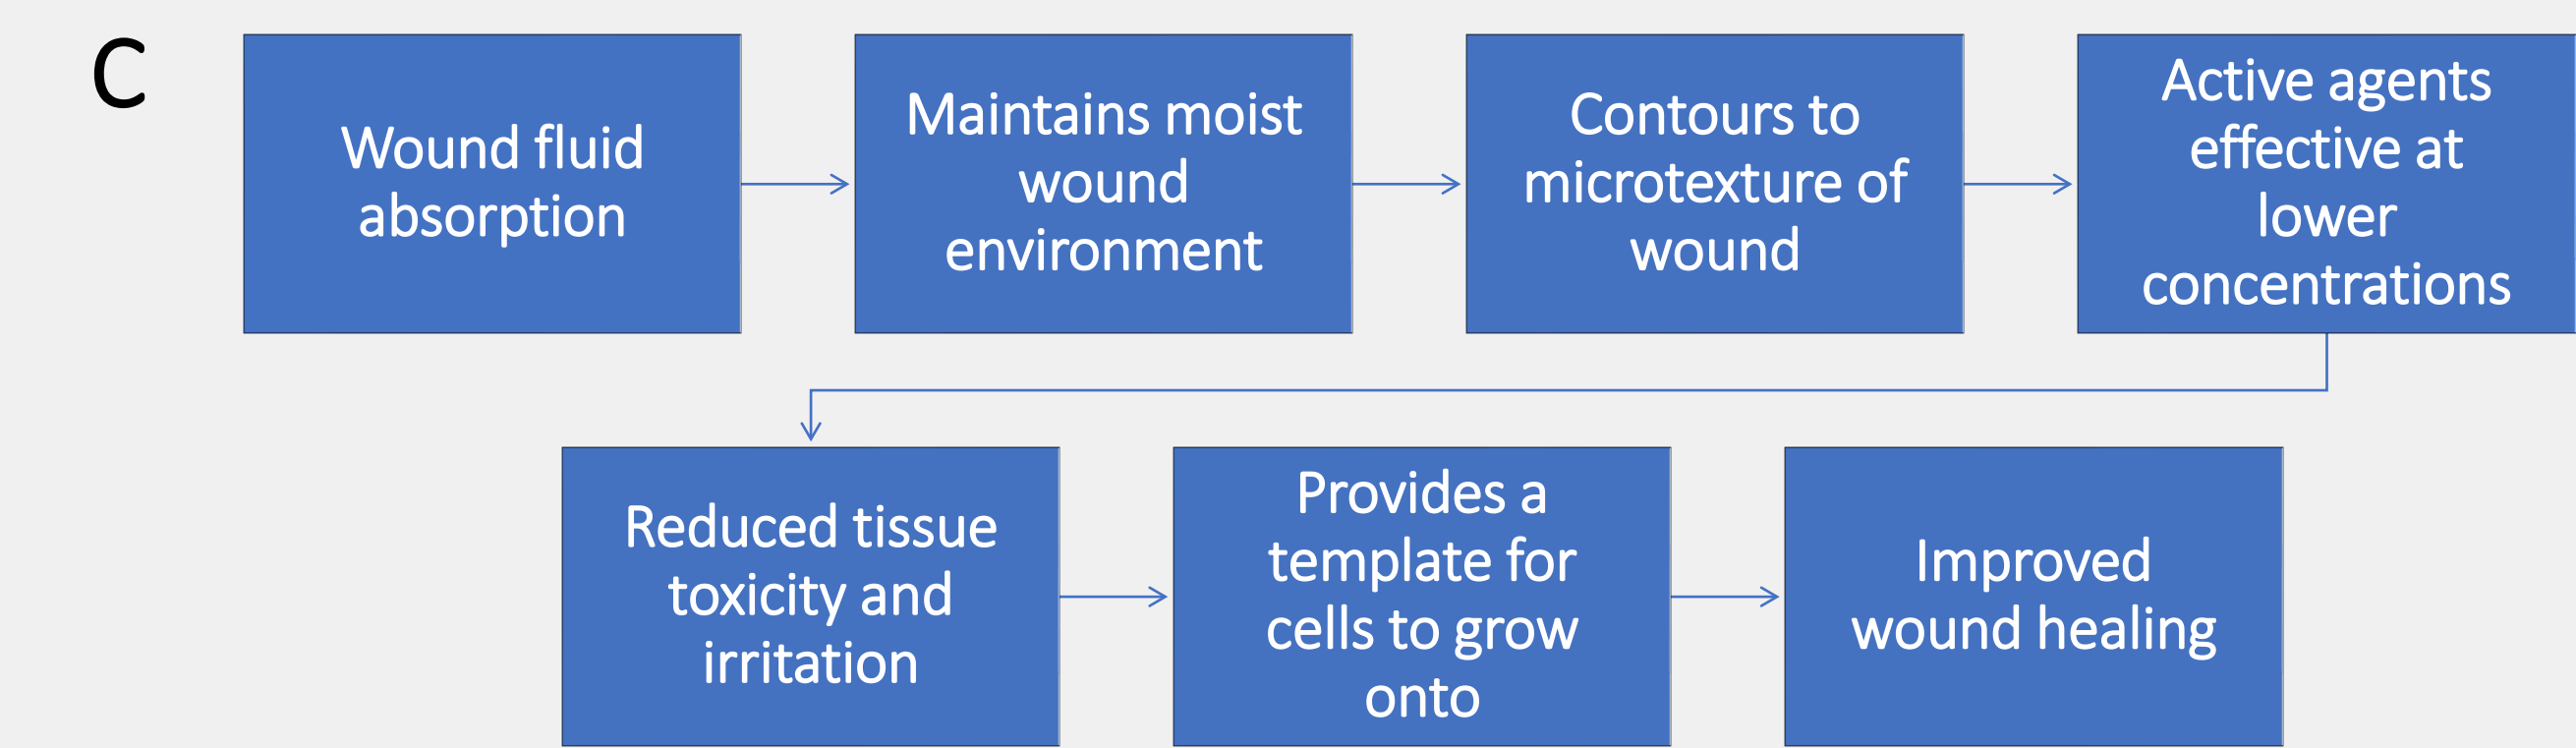 C
Wound fluid
absorption
Maintains moist
wound
environment
Contours to
microtexture of
wound
Active agents
effective at
lower
concentrations
Reduced tissue
toxicity and
irritation
Provides a
template for
cells to grow
onto
Improved
wound healing